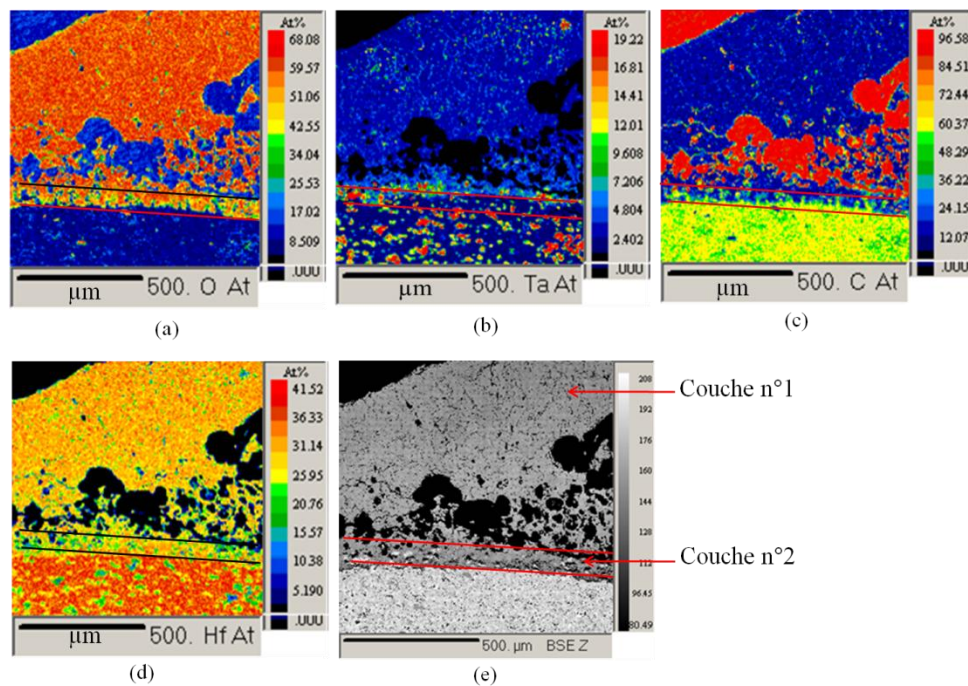 At%
68.08
59.57
51.06
42.55
34.04
25.53
17.02
8.509
.000
µm
500. O At
(a)
At%
19.22
16.81
14.41
12.01
9.608
7.206
4.804
2.402
.000
µm
500. Ta At
(b)
At%
96.58
84.51
72.44
60.37
48.29
36.22
24.15
12.07
.000
µm
500. C At
(c)
At%
41.52
36.33
31.14
25.95
20.76
15.57
10.38
5.190
.000
µm
500. Hf At
(d)
208
192
176
160
144
128
112
96.45
80.49
500. µm BSE Z
(e)
Couche n°1
Couche n°2